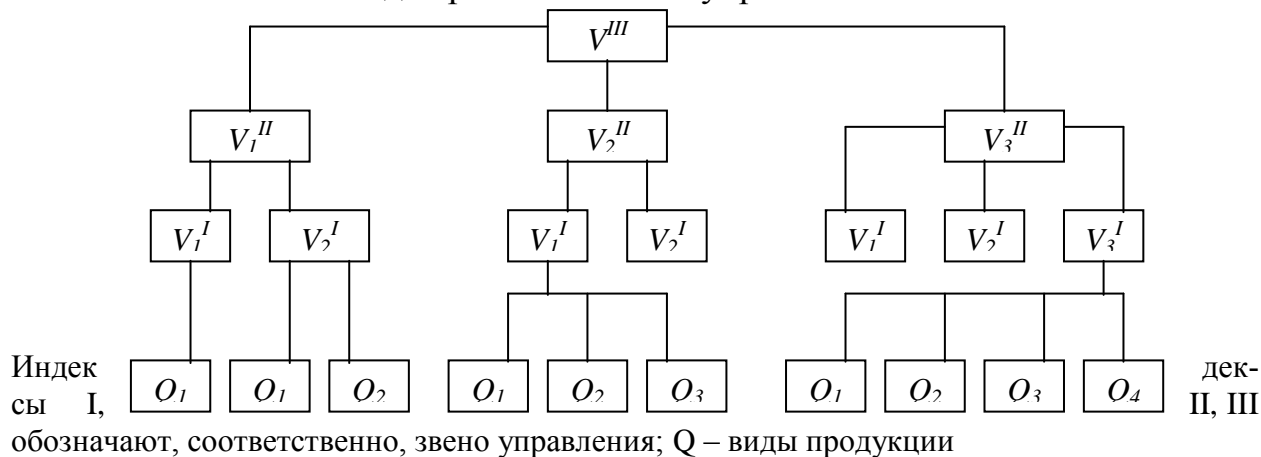 V^III
V₁^II V₂^II V₃^II
V₁^I V₂^I V₁^I V₂^I V₁^I V₂^I V₃^I
Q₁ Q₁ Q₂ Q₁ Q₂ Q₃ Q₁ Q₂ Q₃ Q₄
Индек дек-
сы I, II, III
обозначают, соответственно, звено управления; Q – виды продукции